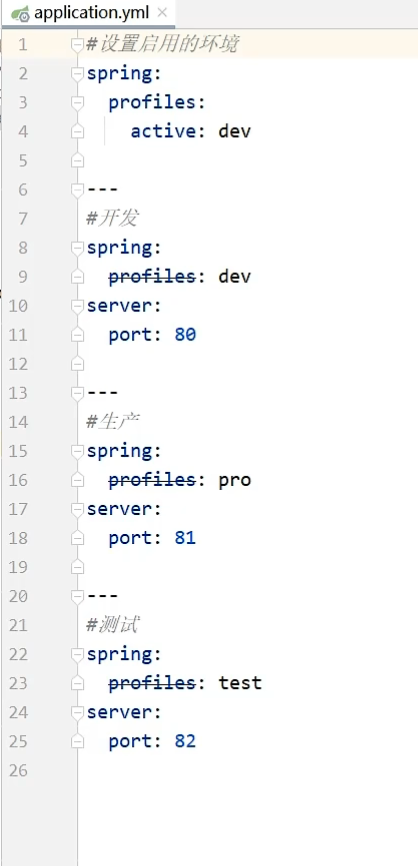 application.yml
1 #设置启用的环境
2 spring:
3   profiles:
4     active: dev
5
6 ---
7 #开发
8 spring:
9   profiles: dev
10 server:
11   port: 80
12
13 ---
14 #生产
15 spring:
16   profiles: pro
17 server:
18   port: 81
19
20 ---
21 #测试
22 spring:
23   profiles: test
24 server:
25   port: 82
26